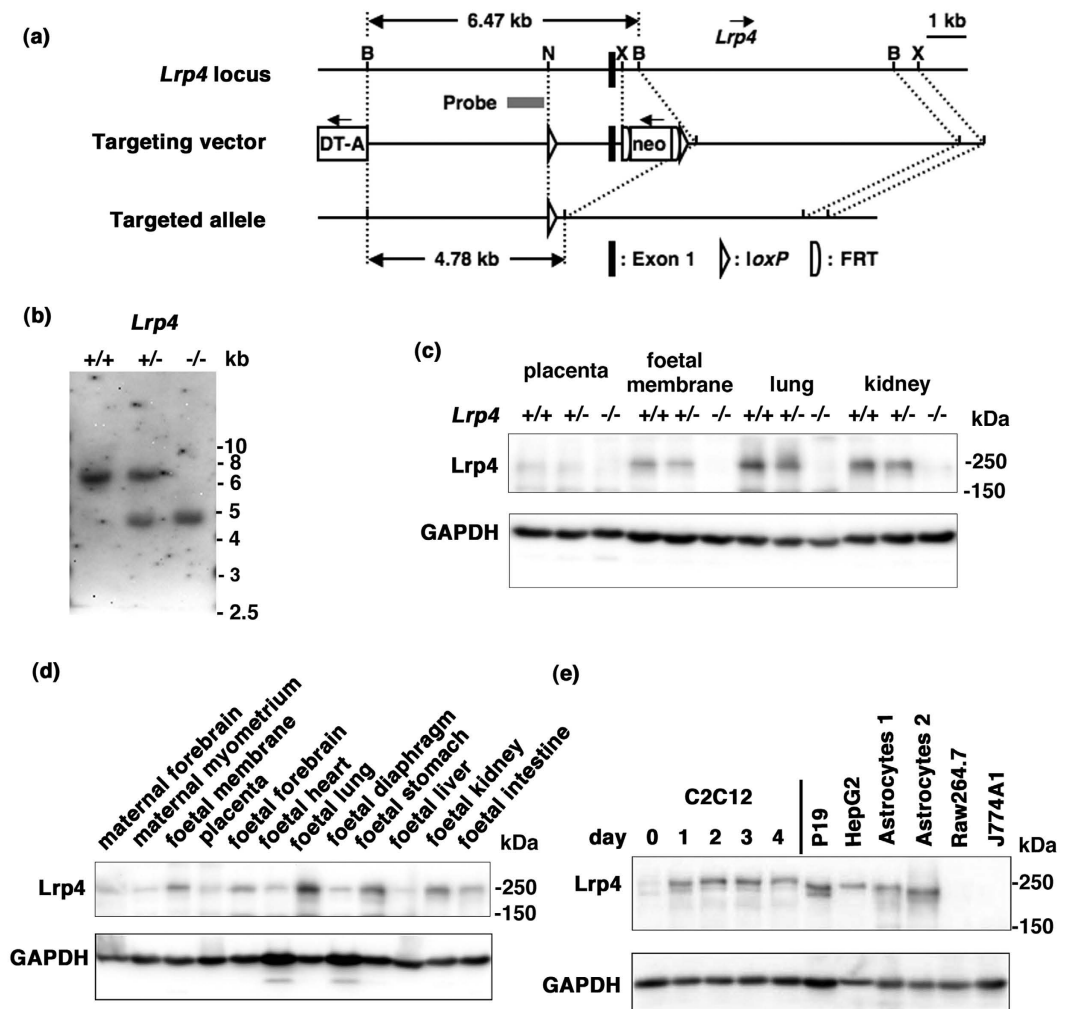 (a)
6.47 kb
Lrp4
1 kb
B N X B B X
Lrp4 locus
Probe
Targeting vector
DT-A
neo
Targeted allele
4.78 kb
: Exon 1 : loxP : FRT
(b)
Lrp4
+/+ +/- -/- kb
-10
- 8
- 6
- 5
- 4
- 3
- 2.5
(c)
placenta foetal membrane lung kidney
Lrp4 +/+ +/- -/- +/+ +/- -/- +/+ +/- -/- +/+ +/- -/- kDa
Lrp4
-250
-150
GAPDH
(d)
maternal forebrain
maternal myometrium
foetal membrane
placenta
foetal forebrain
foetal heart
foetal lung
foetal diaphragm
foetal stomach
foetal liver
foetal kidney
foetal intestine
kDa
Lrp4
-250
-150
GAPDH
(e)
C2C12
day 0 1 2 3 4
P19
HepG2
Astrocytes 1
Astrocytes 2
Raw264.7
J774A1
kDa
Lrp4
-250
-150
GAPDH